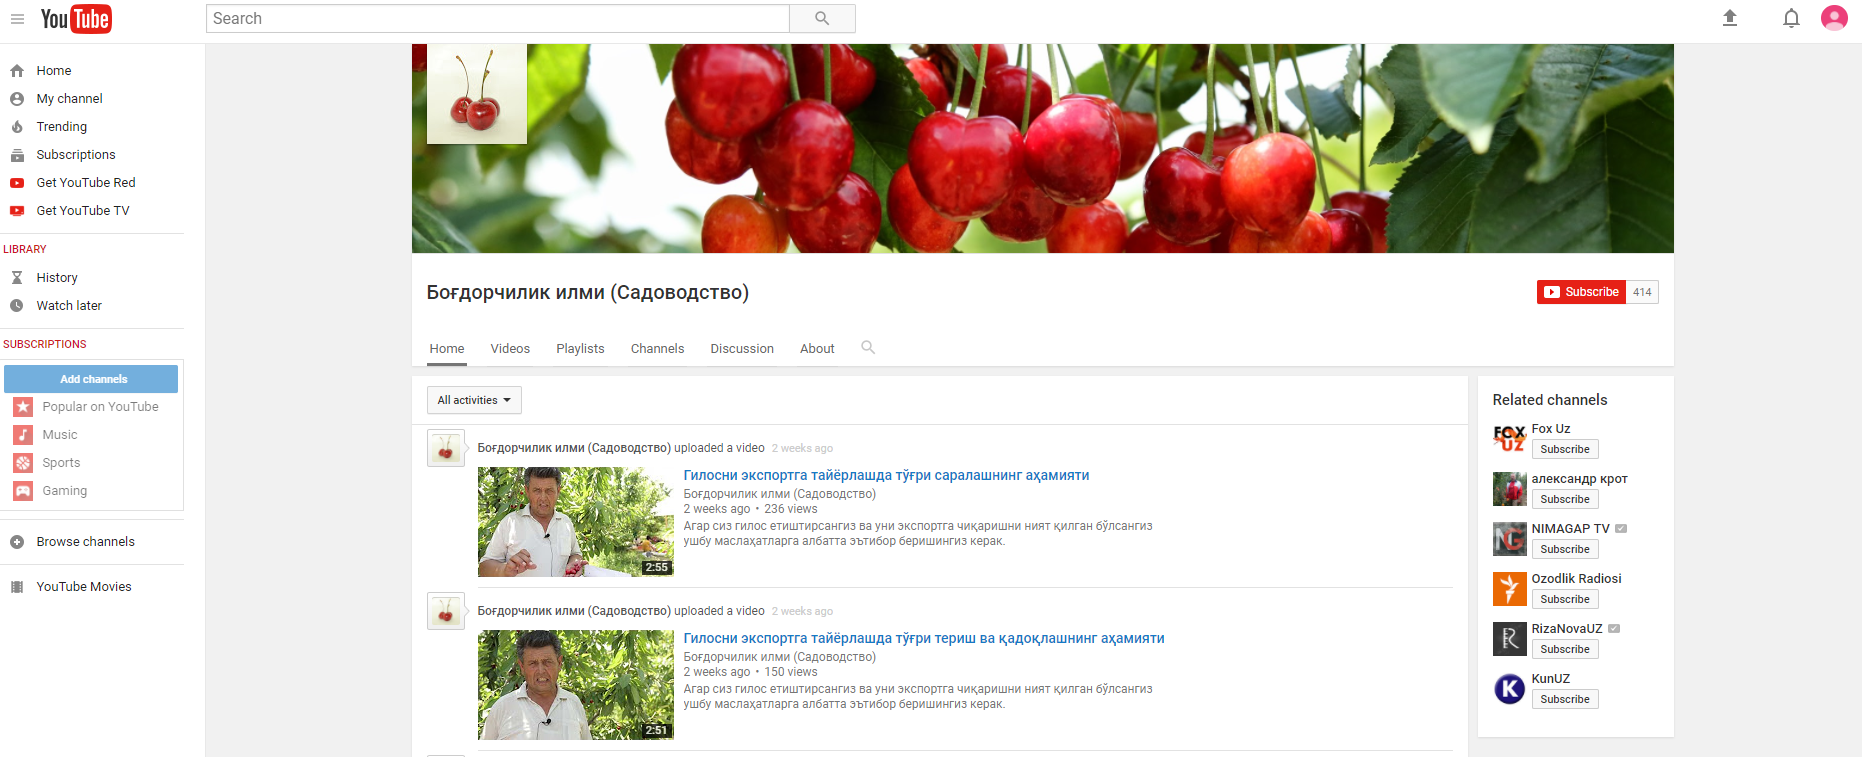 YouTube
Search
Home
My channel
Trending
Subscriptions
Get YouTube Red
Get YouTube TV
LIBRARY
History
Watch later
SUBSCRIPTIONS
Add channels
Popular on YouTube
Music
Sports
Gaming
Browse channels
YouTube Movies
Боғдорчилик илми (Садоводство)
Subscribe 414
Home Videos Playlists Channels Discussion About
All activities
Боғдорчилик илми (Садоводство) uploaded a video 2 weeks ago
Гилосни экспортга тайёрлашда тўғри саралашнинг аҳамияти
Боғдорчилик илми (Садоводство)
2 weeks ago • 236 views
Агар сиз гилос етиштирсангиз ва уни экспортга чиқаришни ният қилган бўлсангиз
ушбу маслаҳатларга албатта эътибор беришингиз керак.
2:55
Боғдорчилик илми (Садоводство) uploaded a video 2 weeks ago
Гилосни экспортга тайёрлашда тўғри териш ва қадоқлашнинг аҳамияти
Боғдорчилик илми (Садоводство)
2 weeks ago • 150 views
Агар сиз гилос етиштирсангиз ва уни экспортга чиқаришни ният қилган бўлсангиз
ушбу маслаҳатларга албатта эътибор беришингиз керак.
2:51
Related channels
FOX UZ
Fox Uz
Subscribe
александр крот
Subscribe
NG
NIMAGAP TV
Subscribe
Ozodlik Radiosi
Subscribe
R
RizaNovaUZ
Subscribe
K
KunUZ
Subscribe